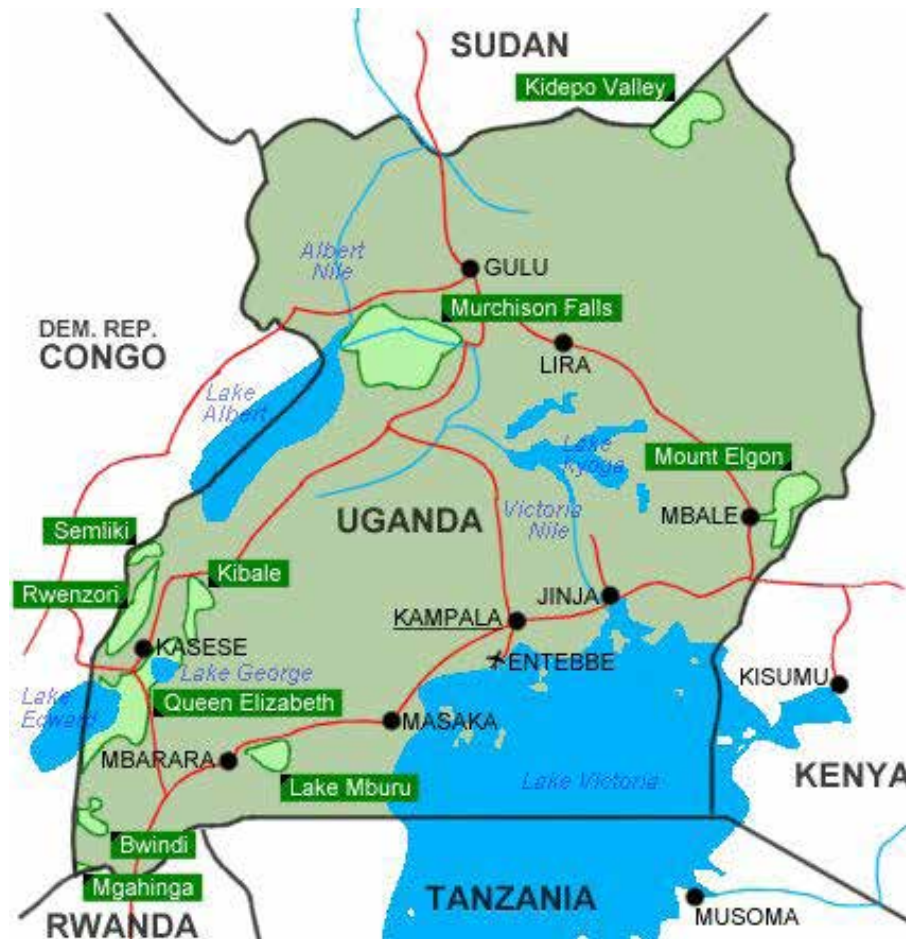 SUDAN
Kidepo Valley
Albert
Nile
GULU
Murchison Falls
DEM. REP.
CONGO
LIRA
Lake
Albert
Lake
Kyoga
Mount Elgon
UGANDA
Victoria
Nile
MBALE
Semliki
Kibale
Rwenzori
JINJA
KAMPALA
KASESE
ENTEBBE
Lake George
KISUMU
Lake
Edward
Queen Elizabeth
MASAKA
MBARARA
Lake Mburu
Lake Victoria
KENYA
Bwindi
Mgahinga
TANZANIA
RWANDA
MUSOMA